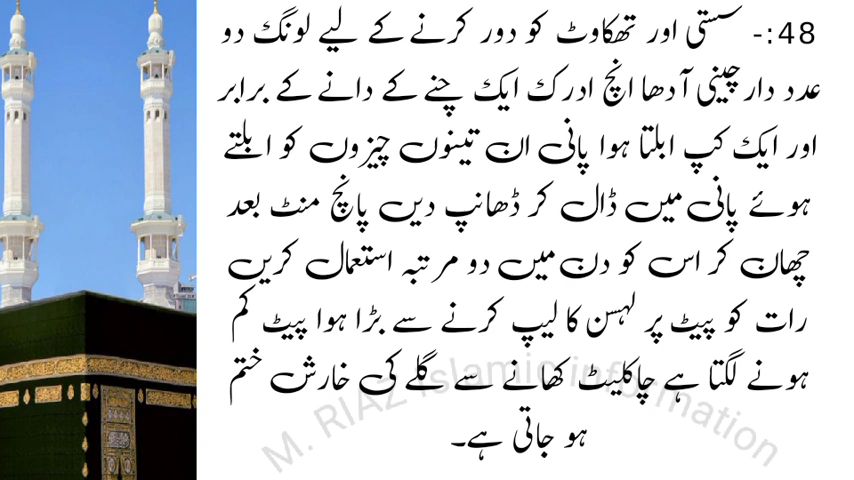 48:- سستی اور تھکاوٹ کو دور کرنے کے لیے لونگ دو
عدد دارچینی آدھا انچ ادرک ایک چنے کے دانے کے برابر
اور ایک کپ ابلتا ہوا پانی ان تینوں چیزوں کو ابلتے
ہوئے پانی میں ڈال کر ڈھانپ دیں پانچ منٹ بعد
چھان کر اس کو دن میں دو مرتبہ استعمال کریں
رات کو پیٹ پر لہسن کا لیپ کرنے سے بڑا ہوا پیٹ کم
ہونے لگتا ہے چاکلیٹ کھانے سے گلے کی خارش ختم
ہو جاتی ہے۔
M. RIAZ Islamic information